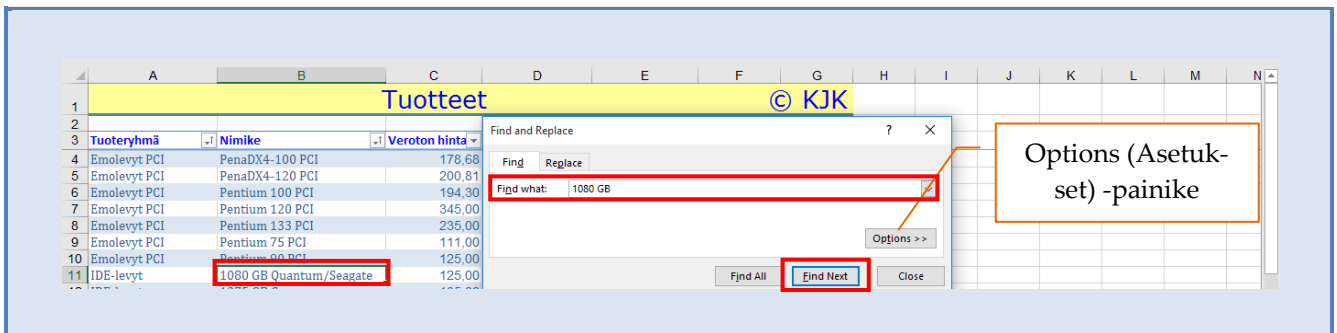 A B C D E F G H I J K L M N
1 Tuotteet © KJK
2
3 Tuoteryhmä Nimike Veroton hinta
4 Emolevyt PCI PenaDX4-100 PCI 178,68
5 Emolevyt PCI PenaDX4-120 PCI 200,81
6 Emolevyt PCI Pentium 100 PCI 194,30
7 Emolevyt PCI Pentium 120 PCI 345,00
8 Emolevyt PCI Pentium 133 PCI 235,00
9 Emolevyt PCI Pentium 75 PCI 111,00
10 Emolevyt PCI Pentium 90 PCI 125,00
11 IDE-levyt 1080 GB Quantum/Seagate 125,00
Find and Replace ? ×
Find Replace
Find what: 1080 GB
Options >>
Find All Find Next Close
Options (Asetuk-
set) -painike